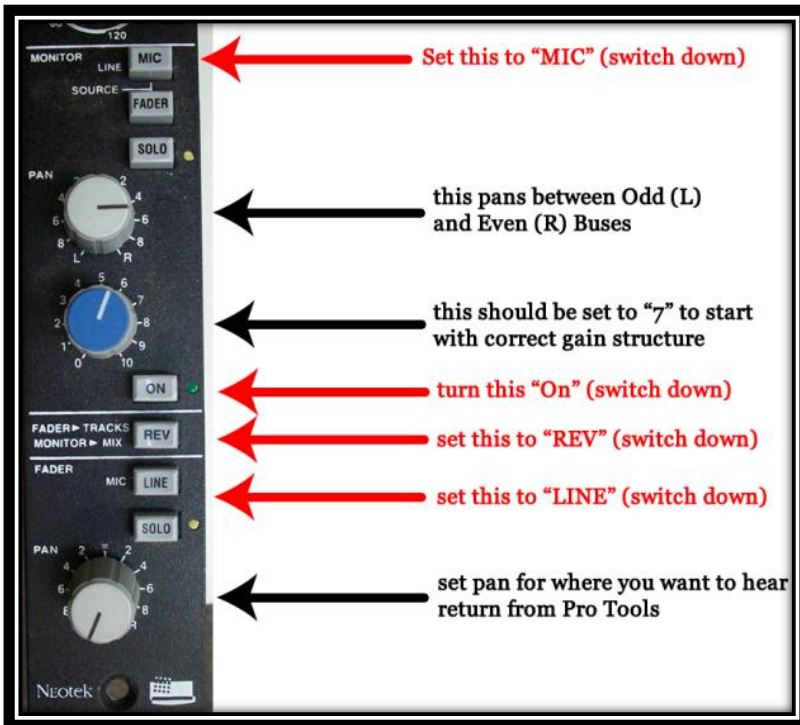 120
MONITOR
LINE
MIC
Set this to “MIC” (switch down)
SOURCE
FADER
SOLO
PAN
2 2
4 4
6 6
8 8
L R
this pans between Odd (L)
and Even (R) Buses
0 1 2 3 4 5 6 7 8 9 10
this should be set to “7” to start
with correct gain structure
ON
turn this “On” (switch down)
FADER► TRACKS
MONITOR► MIX
REV
set this to “REV” (switch down)
FADER
MIC
LINE
set this to “LINE” (switch down)
SOLO
PAN
2 = 2
4 4
6 6
8 8
R
set pan for where you want to hear
return from Pro Tools
NEOTEK